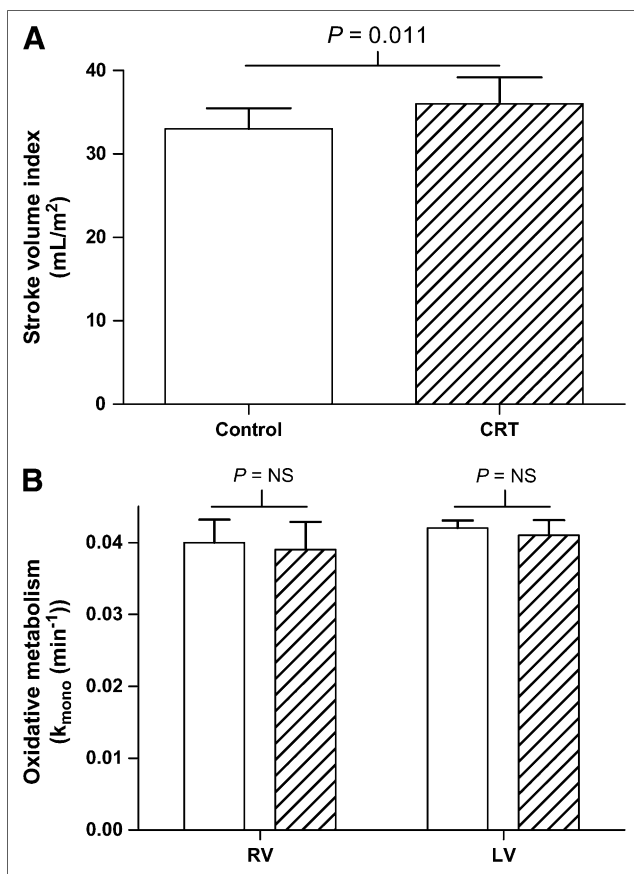 A
P = 0.011
40
30
20
10
0
Stroke volume index
(mL/m²)
Control
CRT
B
P = NS
P = NS
0.04
0.03
0.02
0.01
0.00
Oxidative metabolism
(kmono (min⁻¹))
RV
LV